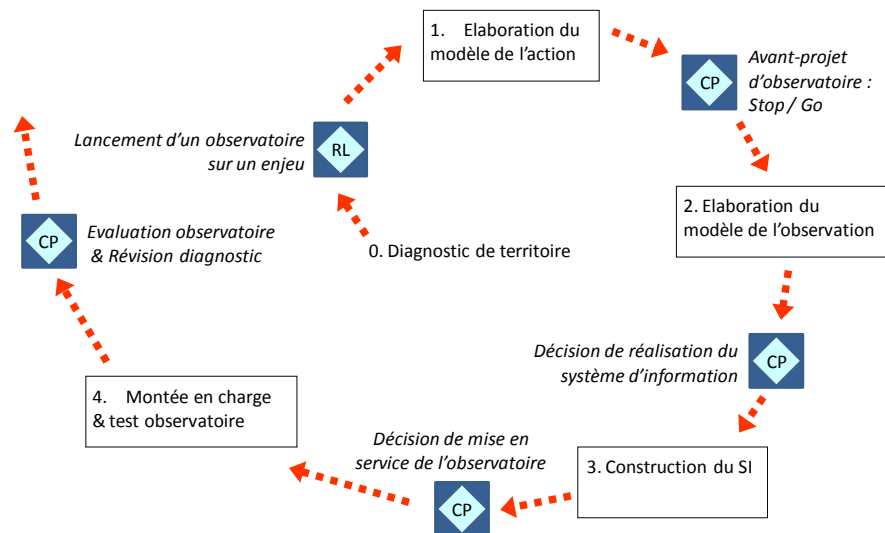 0. Diagnostic de territoire
RL
Lancement d’un observatoire
sur un enjeu
1. Elaboration du
modèle de l’action
CP
Avant-projet
d’observatoire :
Stop / Go
2. Elaboration du
modèle de l’observation
CP
Décision de réalisation du
système d’information
3. Construction du SI
CP
Décision de mise en
service de l’observatoire
4. Montée en charge
& test observatoire
CP
Evaluation observatoire
& Révision diagnostic